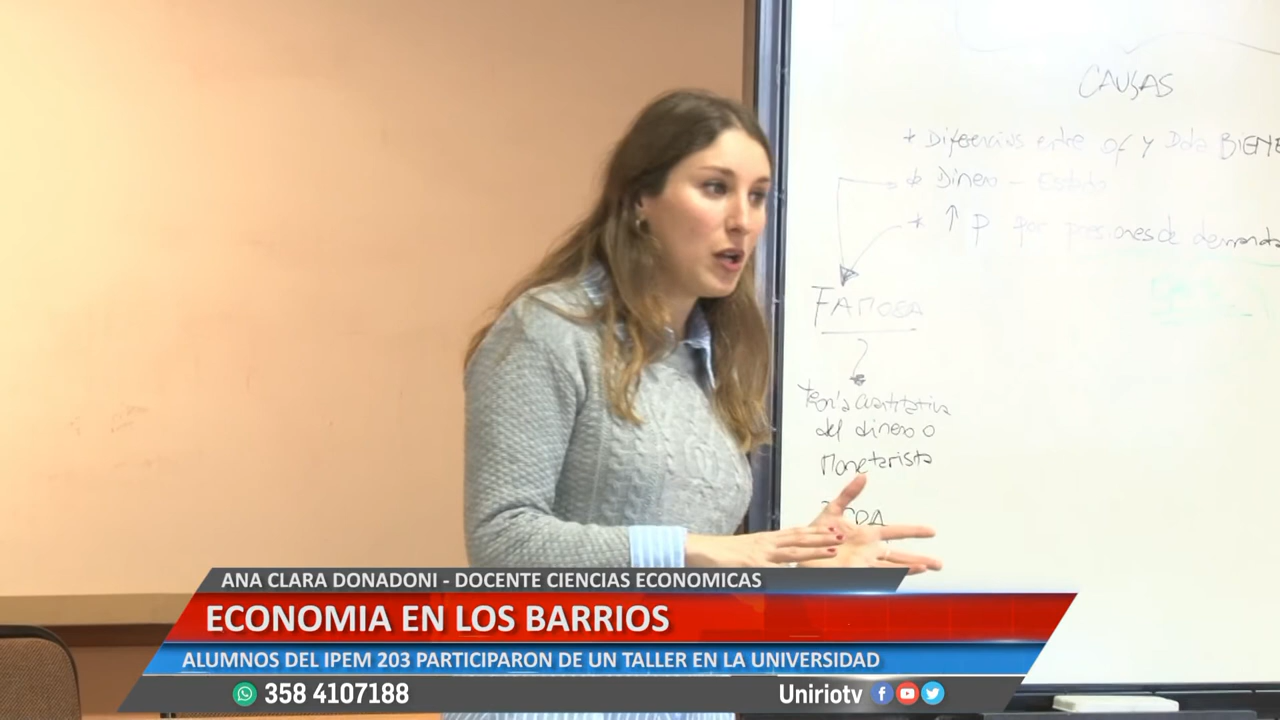 CAUSAS
* Diferencias entre Of y Dda BIENE
* Dinero - Estado
* ↑ P por presiones de demanda
FAMOSA
Teoría Cuantitativa
del dinero o
Monetarista
ANA CLARA DONADONI - DOCENTE CIENCIAS ECONOMICAS
ECONOMIA EN LOS BARRIOS
ALUMNOS DEL IPEM 203 PARTICIPARON DE UN TALLER EN LA UNIVERSIDAD
358 4107188 Uniriotv